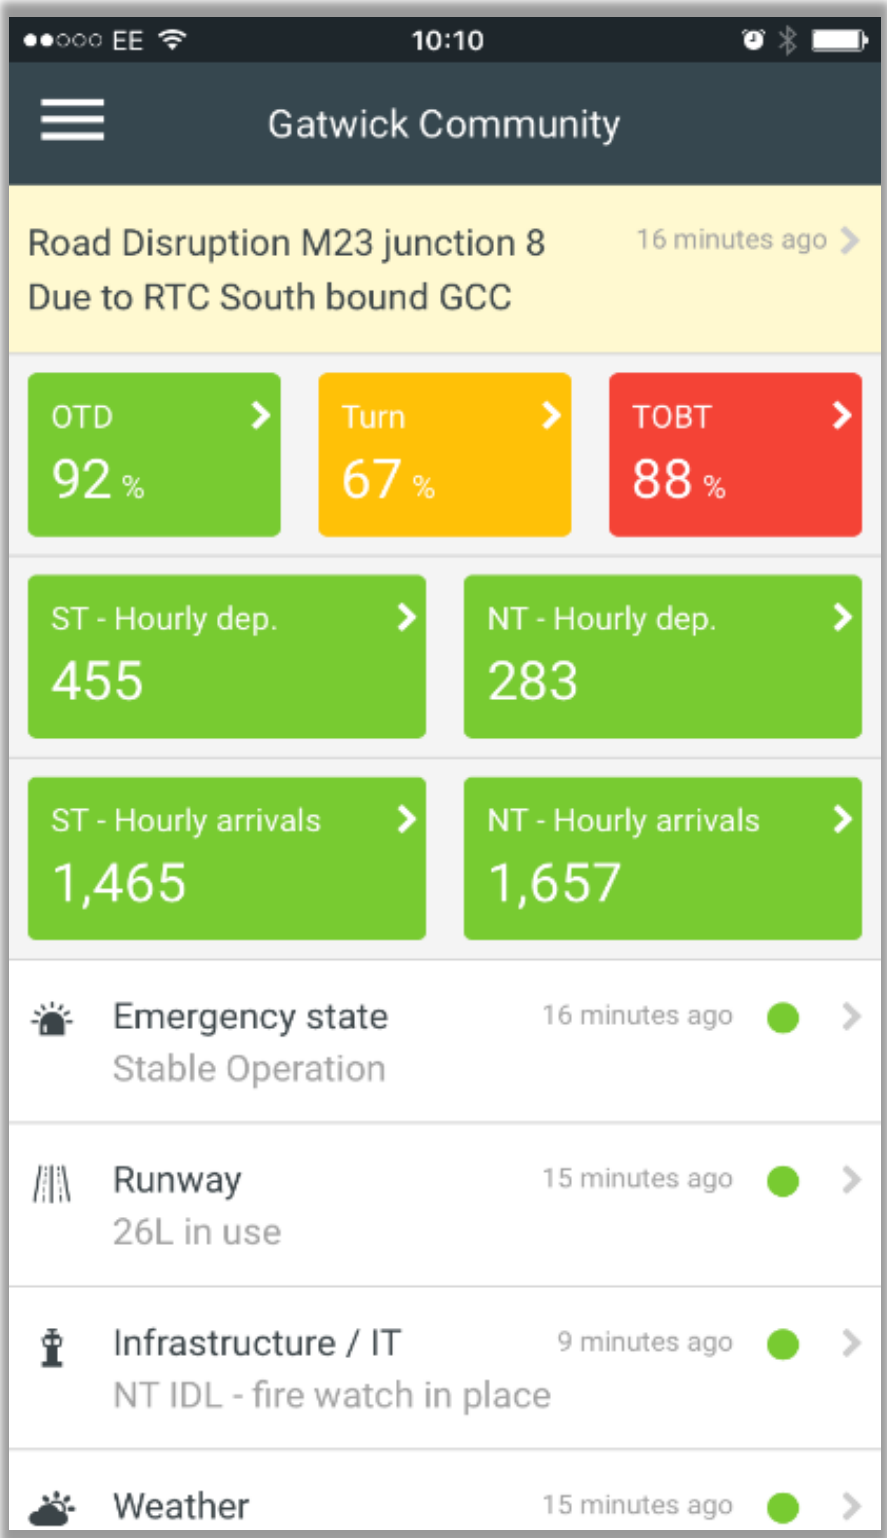 EE
10:10
Gatwick Community
Road Disruption M23 junction 8
16 minutes ago
Due to RTC South bound GCC
OTD
92 %
Turn
67 %
TOBT
88 %
ST - Hourly dep.
455
NT - Hourly dep.
283
ST - Hourly arrivals
1,465
NT - Hourly arrivals
1,657
Emergency state
16 minutes ago
Stable Operation
Runway
15 minutes ago
26L in use
Infrastructure / IT
9 minutes ago
NT IDL - fire watch in place
Weather
15 minutes ago